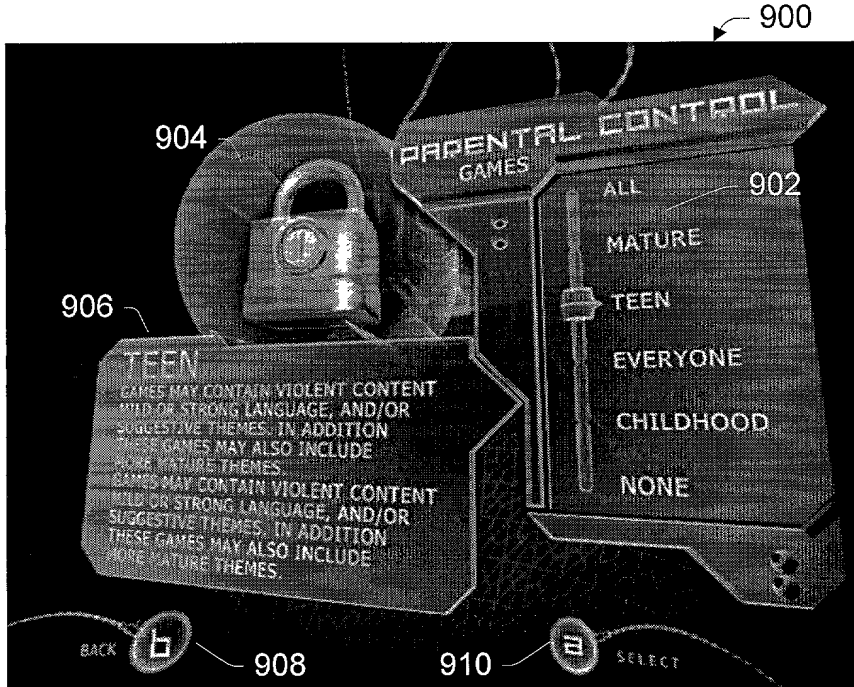 900
904
PARENTAL CONTROL
GAMES
ALL
902
MATURE
TEEN
EVERYONE
CHILDHOOD
NONE
906
TEEN
GAMES MAY CONTAIN VIOLENT CONTENT
MILD OR STRONG LANGUAGE, AND/OR
SUGGESTIVE THEMES. IN ADDITION
THESE GAMES MAY ALSO INCLUDE
MORE MATURE THEMES.
GAMES MAY CONTAIN VIOLENT CONTENT
MILD OR STRONG LANGUAGE, AND/OR
SUGGESTIVE THEMES. IN ADDITION
THESE GAMES MAY ALSO INCLUDE
MORE MATURE THEMES.
BACK b 908
910 a SELECT